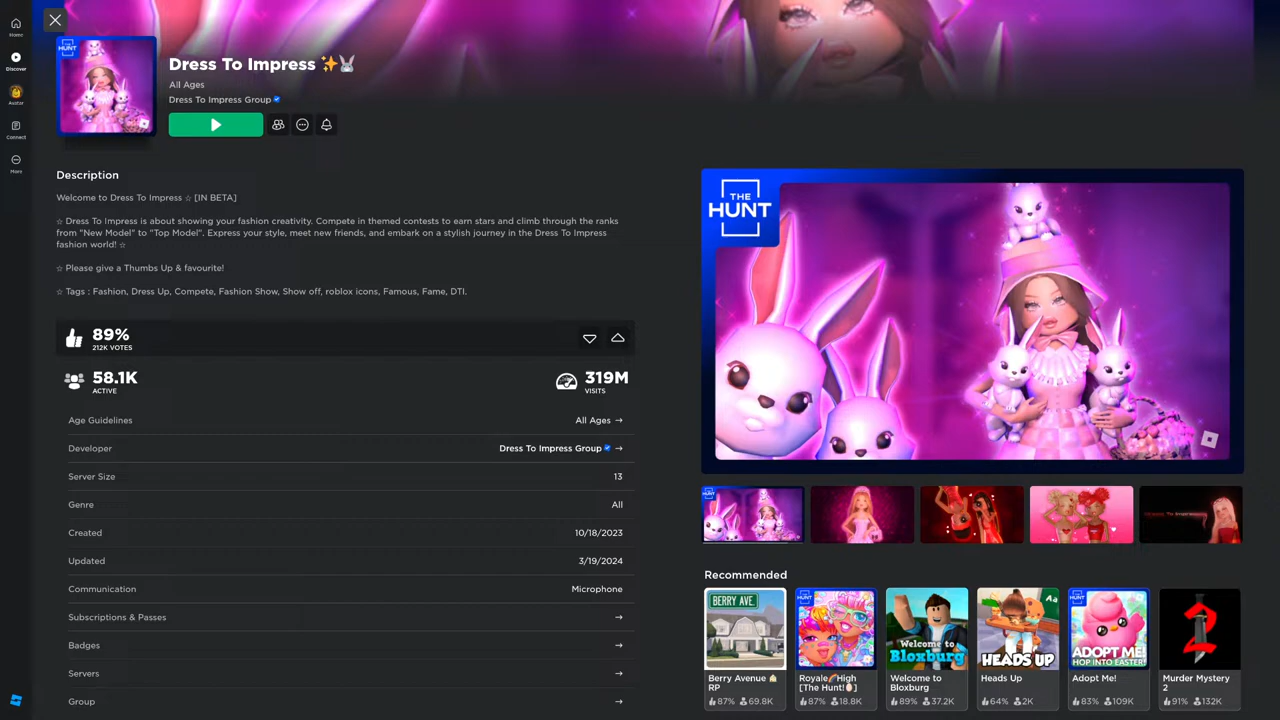 Home
Discover
Avatar
Connect
More
THE HUNT
Dress To Impress ✨🐰
All Ages
Dress To Impress Group
Description
Welcome to Dress To Impress ☆ [IN BETA]
☆ Dress To Impress is about showing your fashion creativity. Compete in themed contests to earn stars and climb through the ranks
from "New Model" to "Top Model". Express your style, meet new friends, and embark on a stylish journey in the Dress To Impress
fashion world! ☆
☆ Please give a Thumbs Up & favourite!
☆ Tags : Fashion, Dress Up, Compete, Fashion Show, Show off, roblox icons, Famous, Fame, DTI.
89%
212K VOTES
58.1K
ACTIVE
319M
VISITS
Age Guidelines All Ages →
Developer Dress To Impress Group →
Server Size 13
Genre All
Created 10/18/2023
Updated 3/19/2024
Communication Microphone
Subscriptions & Passes →
Badges →
Servers →
Group →
THE
HUNT
HUNT
Recommended
BERRY AVE.
Berry Avenue 🏠
RP
87% 69.8K
HUNT
Royale🌈High
[The Hunt!🥚]
87% 18.8K
Welcome to
Bloxburg
Welcome to
Bloxburg
89% 37.2K
Aa
HEADS UP
Heads Up
64% 2K
HUNT
ADOPT ME!
HOP INTO EASTER!
Adopt Me!
83% 109K
2
Murder Mystery
2
91% 132K